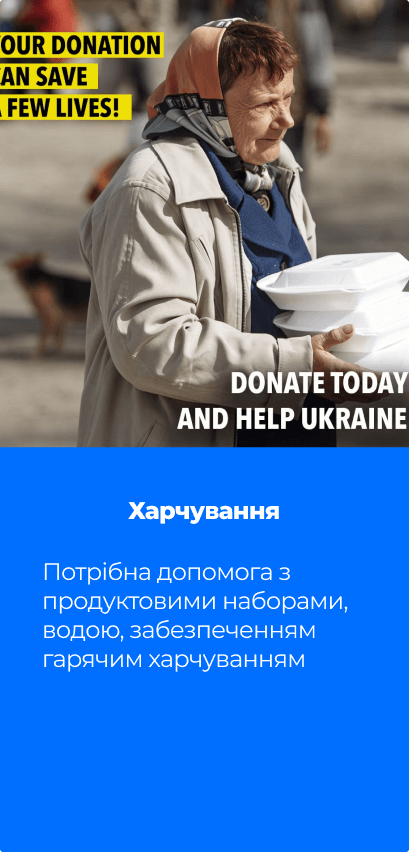 OUR DONATION
AN SAVE
A FEW LIVES!
DONATE TODAY
AND HELP UKRAINE
Харчування
Потрібна допомога з
продуктовими наборами,
водою, забезпеченням
гарячим харчуванням